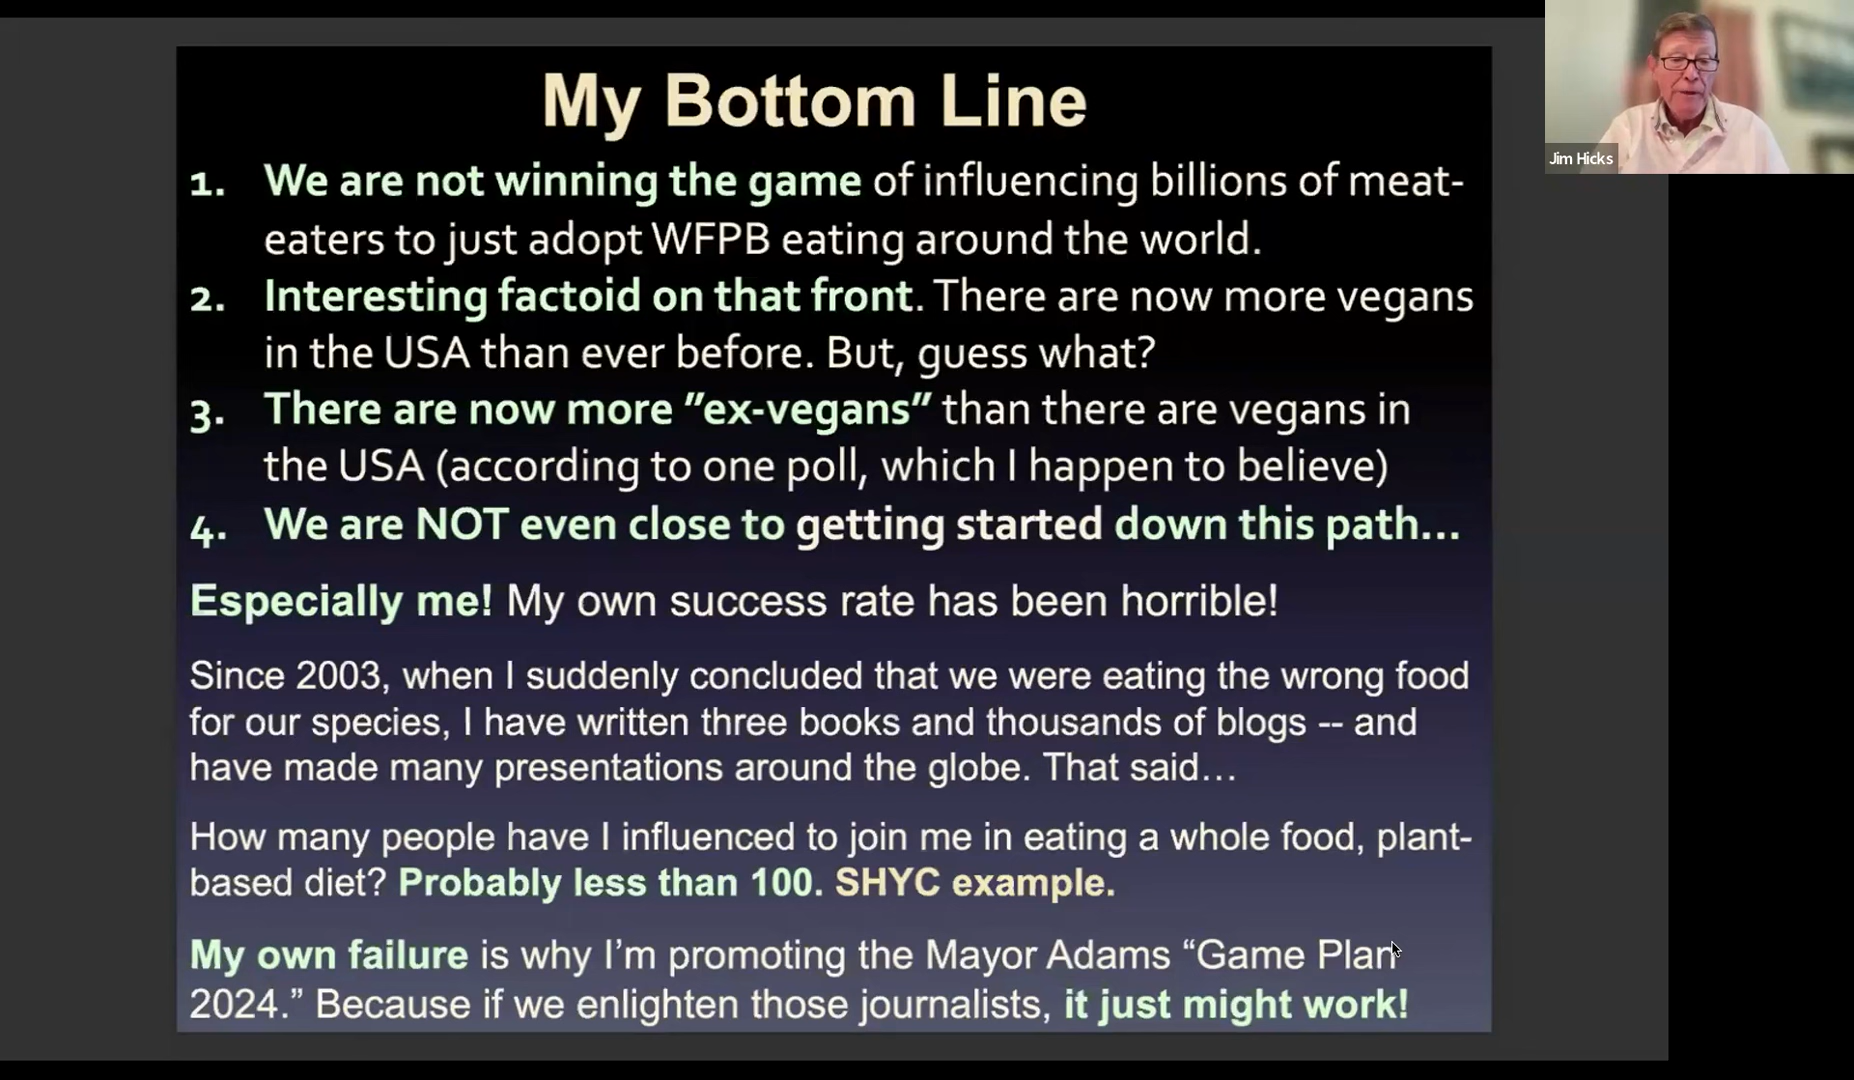 My Bottom Line
1. We are not winning the game of influencing billions of meat-
eaters to just adopt WFPB eating around the world.
2. Interesting factoid on that front. There are now more vegans
in the USA than ever before. But, guess what?
3. There are now more ”ex-vegans” than there are vegans in
the USA (according to one poll, which I happen to believe)
4. We are NOT even close to getting started down this path…
Especially me! My own success rate has been horrible!
Since 2003, when I suddenly concluded that we were eating the wrong food
for our species, I have written three books and thousands of blogs -- and
have made many presentations around the globe. That said…
How many people have I influenced to join me in eating a whole food, plant-
based diet? Probably less than 100. SHYC example.
My own failure is why I’m promoting the Mayor Adams “Game Plan
2024.” Because if we enlighten those journalists, it just might work!
Jim Hicks